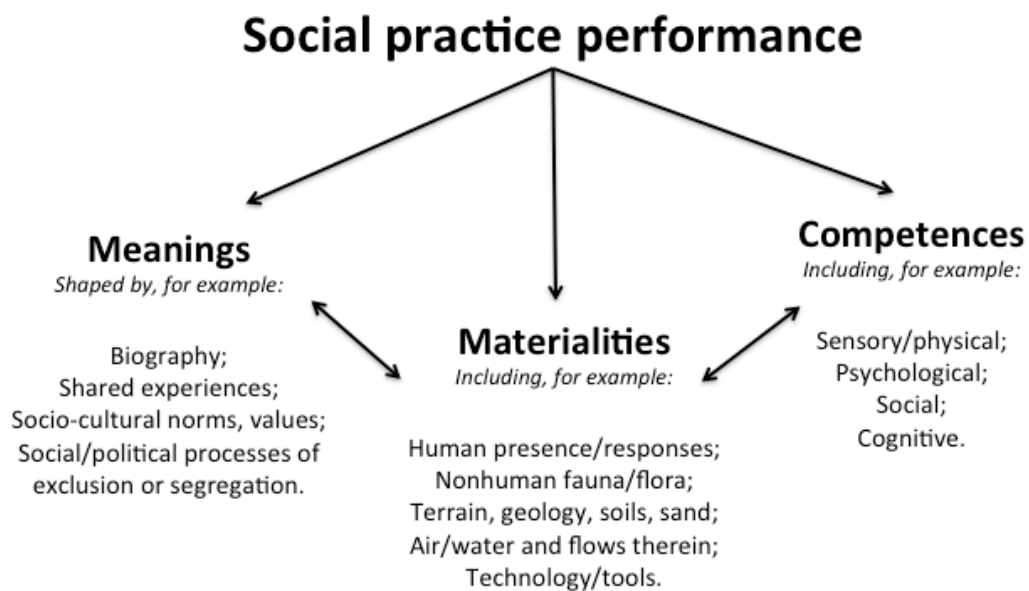 Social practice performance
Meanings
Shaped by, for example:
Biography;
Shared experiences;
Socio-cultural norms, values;
Social/political processes of
exclusion or segregation.
Materialities
Including, for example:
Human presence/responses;
Nonhuman fauna/flora;
Terrain, geology, soils, sand;
Air/water and flows therein;
Technology/tools.
Competences
Including, for example:
Sensory/physical;
Psychological;
Social;
Cognitive.